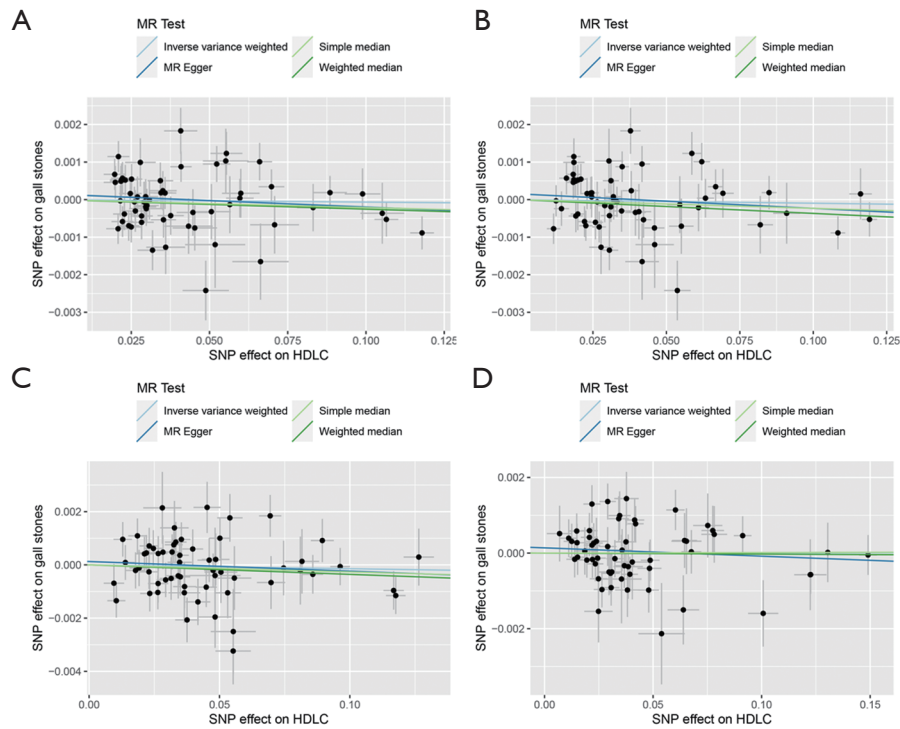 A
MR Test
Inverse variance weighted
Simple median
MR Egger
Weighted median
0.002
0.001
0.000
−0.001
−0.002
−0.003
SNP effect on gall stones
0.025
0.050
0.075
0.100
0.125
SNP effect on HDLC
B
MR Test
Inverse variance weighted
Simple median
MR Egger
Weighted median
0.002
0.001
0.000
−0.001
−0.002
−0.003
SNP effect on gall stones
0.025
0.050
0.075
0.100
0.125
SNP effect on HDLC
C
MR Test
Inverse variance weighted
Simple median
MR Egger
Weighted median
0.002
0.000
−0.002
−0.004
SNP effect on gall stones
0.00
0.05
0.10
SNP effect on HDLC
D
MR Test
Inverse variance weighted
Simple median
MR Egger
Weighted median
0.002
0.000
−0.002
SNP effect on gall stones
0.00
0.05
0.10
0.15
SNP effect on HDLC